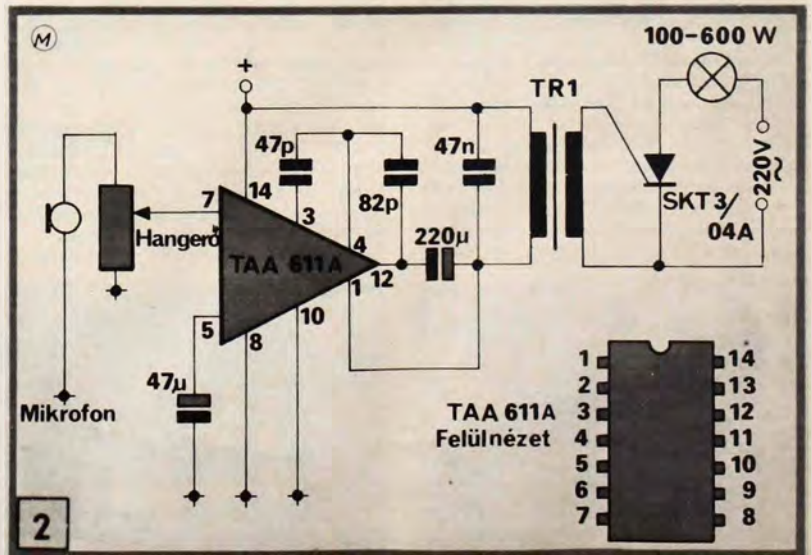 M
100-600 W
+
TR1
47p
47n
14
3
82p
7
Hangerő
TAA 611A
4
12
220µ
1
SKT 3/
04A
220V
~
5
8
10
47µ
Mikrofon
TAA 611A
Felülnézet
1
2
3
4
5
6
7
14
13
12
11
10
9
8
2